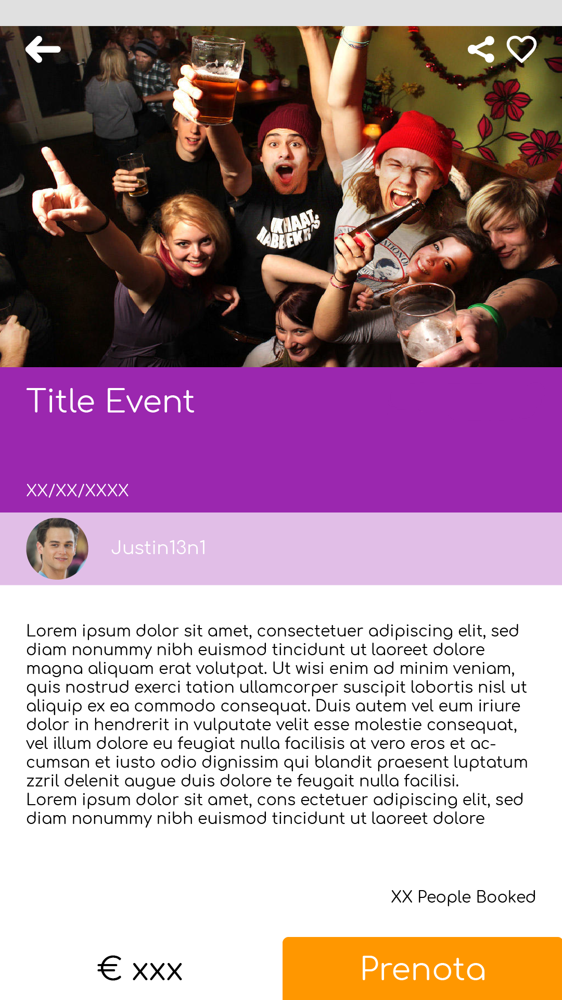 IKHAAT
Title Event
XX/XX/XXXX
Justin13n1
Lorem ipsum dolor sit amet, consectetuer adipiscing elit, sed
diam nonummy nibh euismod tincidunt ut laoreet dolore
magna aliquam erat volutpat. Ut wisi enim ad minim veniam,
quis nostrud exerci tation ullamcorper suscipit lobortis nisl ut
aliquip ex ea commodo consequat. Duis autem vel eum iriure
dolor in hendrerit in vulputate velit esse molestie consequat,
vel illum dolore eu feugiat nulla facilisis at vero eros et ac-
cumsan et iusto odio dignissim qui blandit praesent luptatum
zzril delenit augue duis dolore te feugait nulla facilisi.
Lorem ipsum dolor sit amet, cons ectetuer adipiscing elit, sed
diam nonummy nibh euismod tincidunt ut laoreet dolore
XX People Booked
€ xxx
Prenota